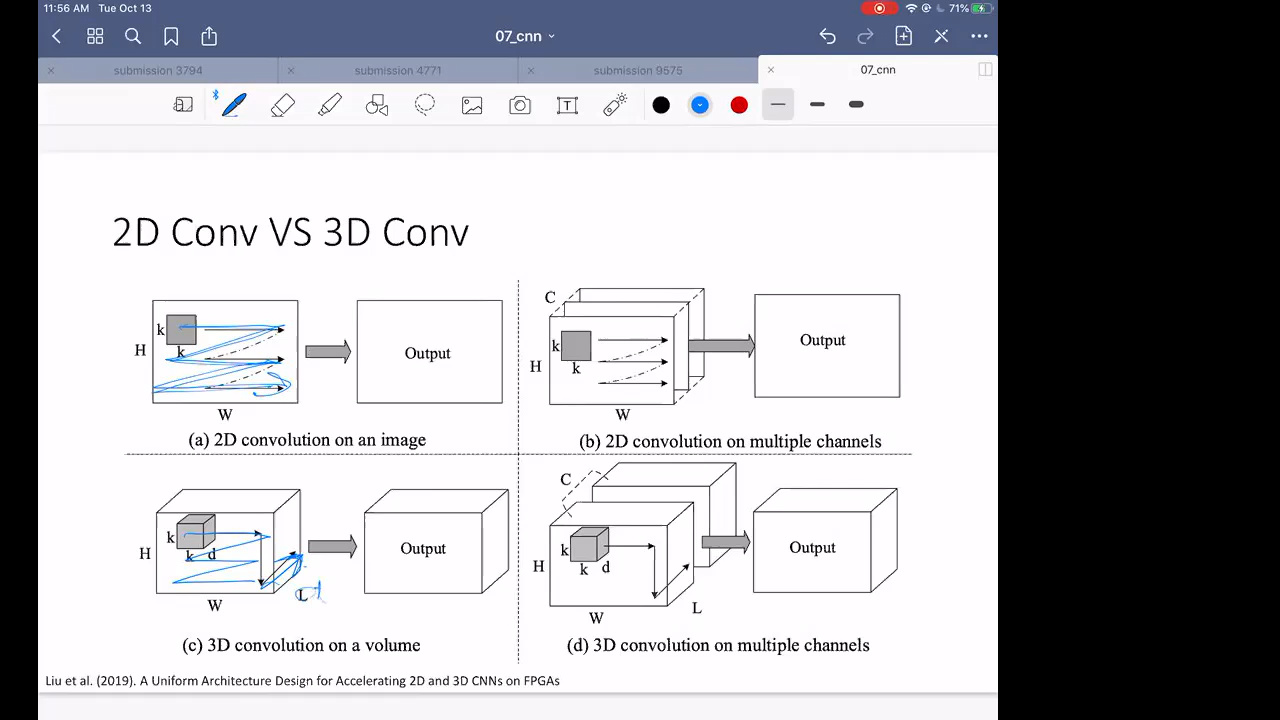 11:56 AM Tue Oct 13
71%
07_cnn
submission 3794
submission 4771
submission 9575
07_cnn
T
2D Conv VS 3D Conv
k
k
H
W
Output
(a) 2D convolution on an image
C
k
k
H
W
Output
(b) 2D convolution on multiple channels
k
k d
H
W
L
d
Output
(c) 3D convolution on a volume
C
k
k d
H
W
L
Output
(d) 3D convolution on multiple channels
Liu et al. (2019). A Uniform Architecture Design for Accelerating 2D and 3D CNNs on FPGAs